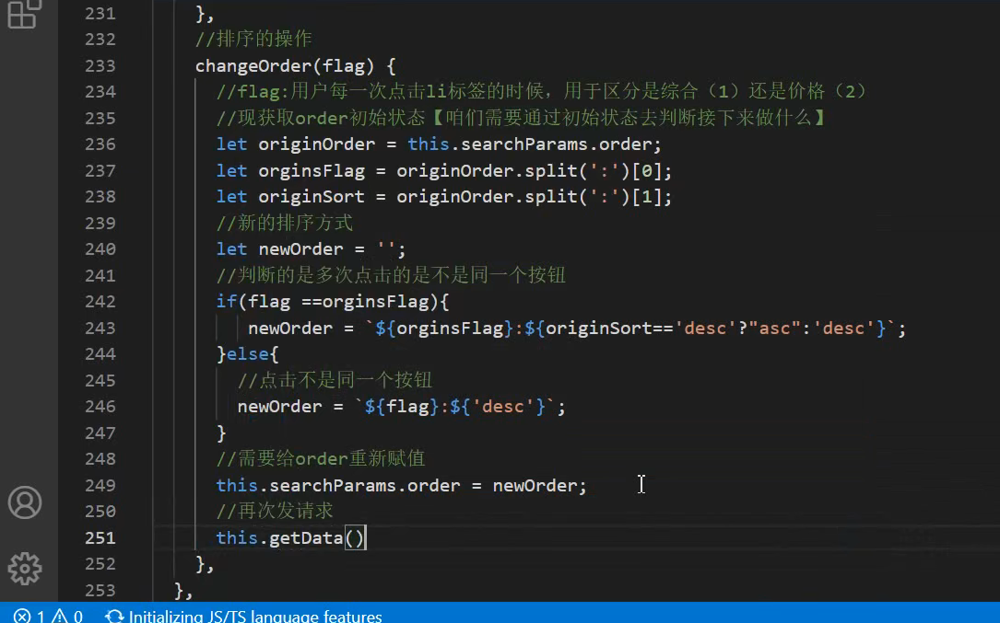 231 },
232 //排序的操作
233 changeOrder(flag) {
234 //flag:用户每一次点击li标签的时候，用于区分是综合（1）还是价格（2）
235 //现获取order初始状态【咱们需要通过初始状态去判断接下来做什么】
236 let originOrder = this.searchParams.order;
237 let orginsFlag = originOrder.split(':')[0];
238 let originSort = originOrder.split(':')[1];
239 //新的排序方式
240 let newOrder = '';
241 //判断的是多次点击的是不是同一个按钮
242 if(flag ==orginsFlag){
243 newOrder = `${orginsFlag}:${originSort=='desc'?"asc":'desc'}`;
244 }else{
245 //点击不是同一个按钮
246 newOrder = `${flag}:${'desc'}`;
247 }
248 //需要给order重新赋值
249 this.searchParams.order = newOrder;
250 //再次发请求
251 this.getData()
252 },
253 },
1 0 Initializing JS/TS language features